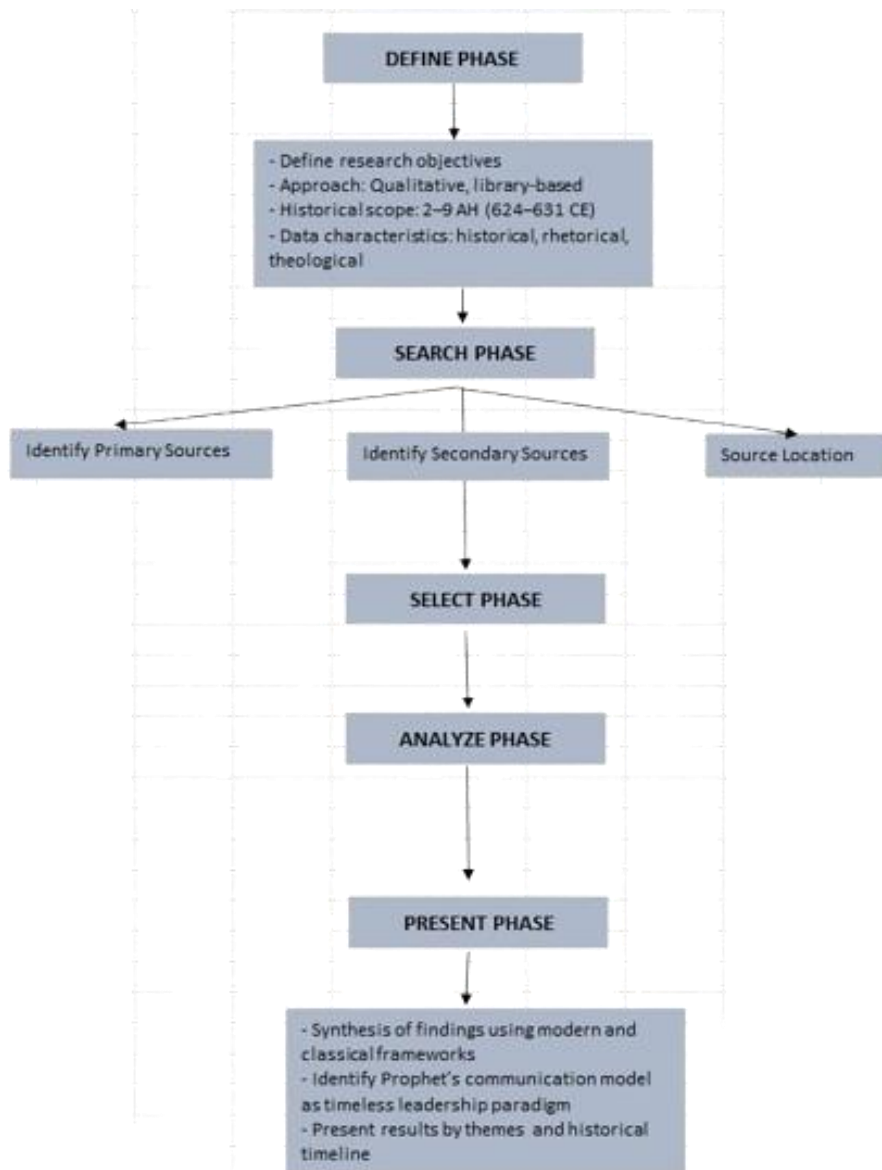 DEFINE PHASE
- Define research objectives
- Approach: Qualitative, library-based
- Historical scope: 2–9 AH (624–631 CE)
- Data characteristics: historical, rhetorical,
theological
SEARCH PHASE
Identify Primary Sources
Identify Secondary Sources
Source Location
SELECT PHASE
ANALYZE PHASE
PRESENT PHASE
- Synthesis of findings using modern and
classical frameworks
- Identify Prophet's communication model
as timeless leadership paradigm
- Present results by themes and historical
timeline